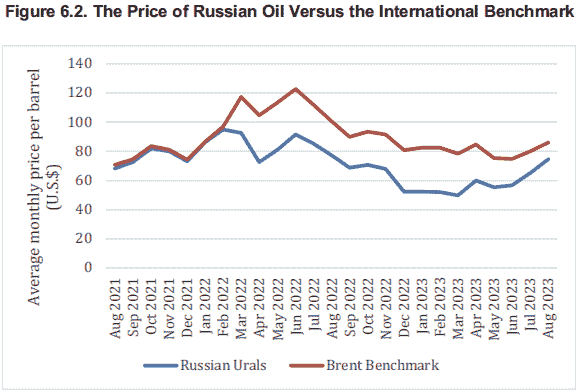 Figure 6.2. The Price of Russian Oil Versus the International Benchmark
Average monthly price per barrel
(U.S.$)
140
120
100
80
60
40
20
0
Aug 2021
Sep 2021
Oct 2021
Nov 2021
Dec 2021
Jan 2022
Feb 2022
Mar 2022
Apr 2022
May 2022
Jun 2022
Jul 2022
Aug 2022
Sep 2022
Oct 2022
Nov 2022
Dec 2022
Jan 2023
Feb 2023
Mar 2023
Apr 2023
May 2023
Jun 2023
Jul 2023
Aug 2023
Russian Urals
Brent Benchmark